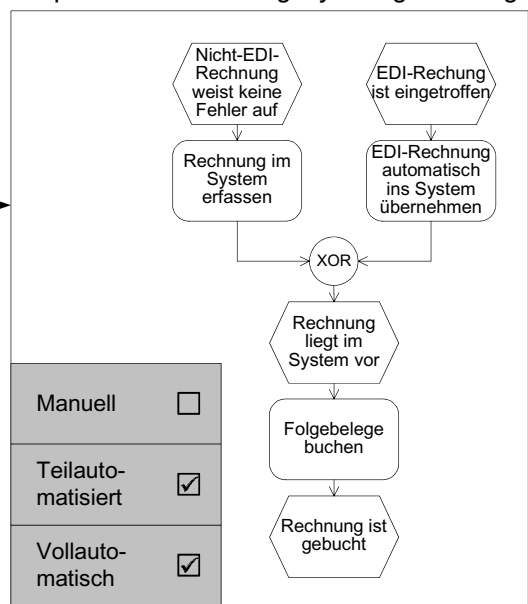 Nicht-EDI-
Rechnung
weist keine
Fehler auf
EDI-Rechung
ist eingetroffen
Rechnung im
System
erfassen
EDI-Rechnung
automatisch
ins System
übernehmen
XOR
Rechnung
liegt im
System vor
Folgebelege
buchen
Rechnung ist
gebucht
Manuell
Teilauto-
matisiert
Vollauto-
matisch